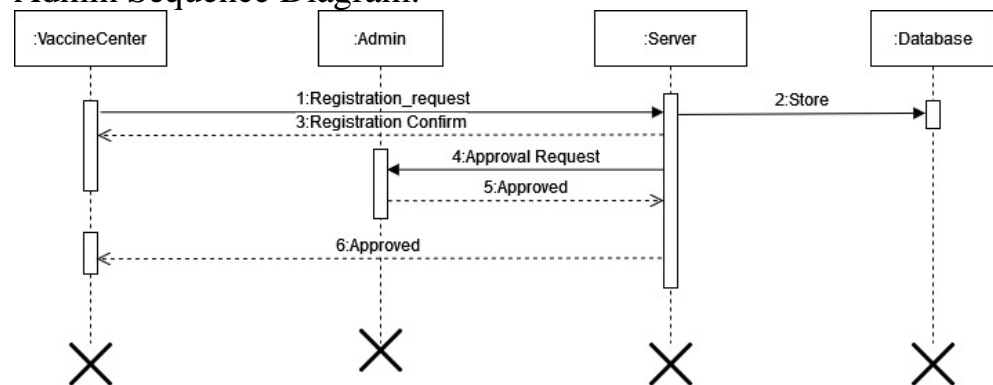 Admin Sequence Diagram:
:VaccineCenter
:Admin
:Server
:Database
1:Registration_request
2:Store
3:Registration Confirm
4:Approval Request
5:Approved
6:Approved